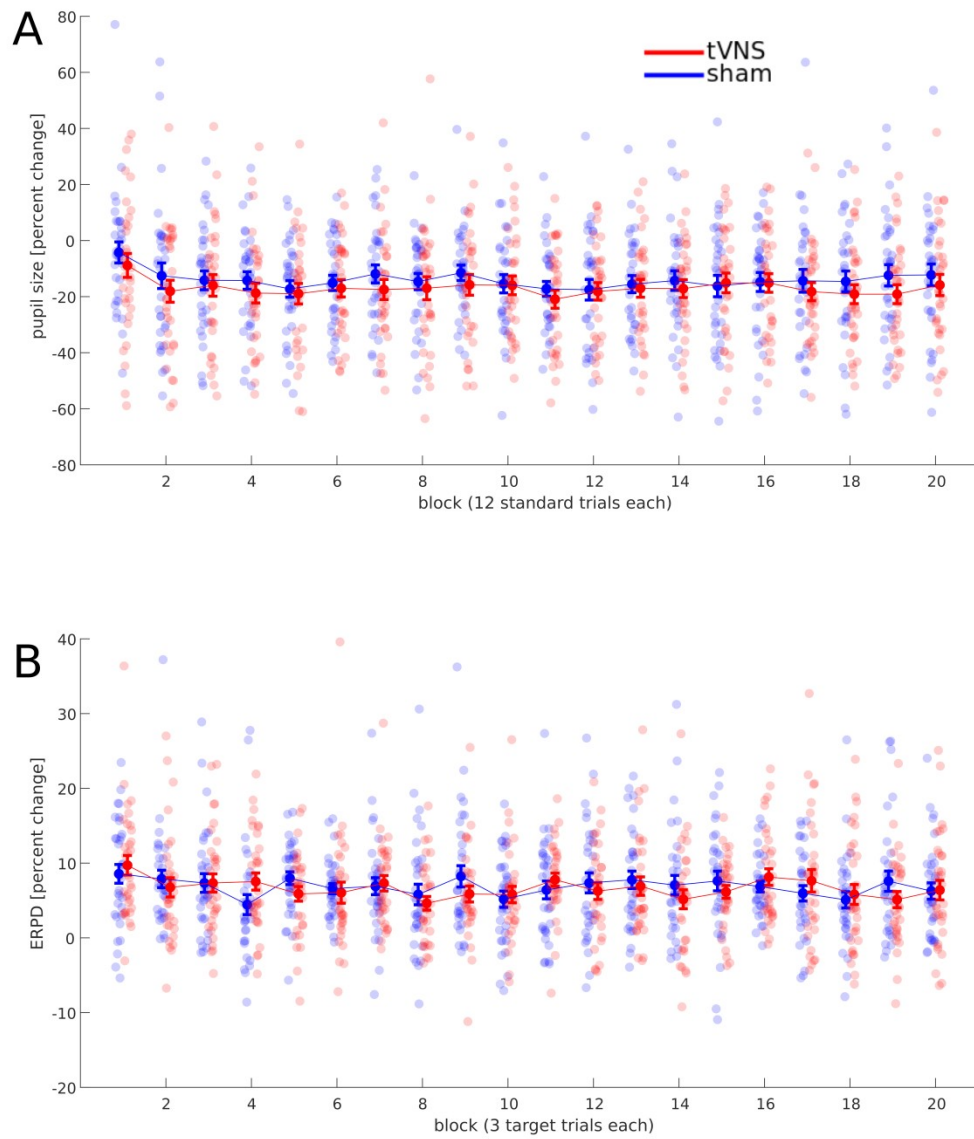 A
tVNS
sham
pupil size [percent change]
80
60
40
20
0
-20
-40
-60
-80
2 4 6 8 10 12 14 16 18 20
block (12 standard trials each)
B
ERPD [percent change]
40
30
20
10
0
-10
-20
2 4 6 8 10 12 14 16 18 20
block (3 target trials each)